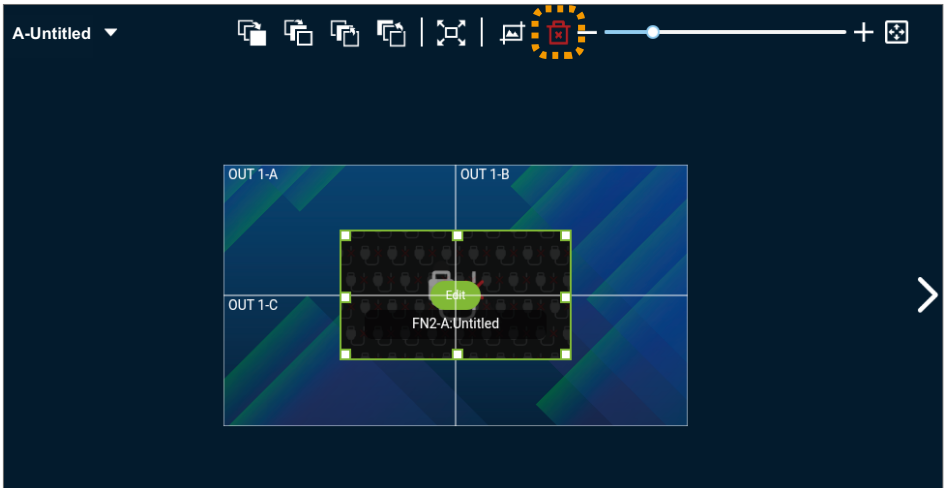 A-Untitled
OUT 1-A
OUT 1-B
Edit
OUT 1-C
FN2-A:Untitled